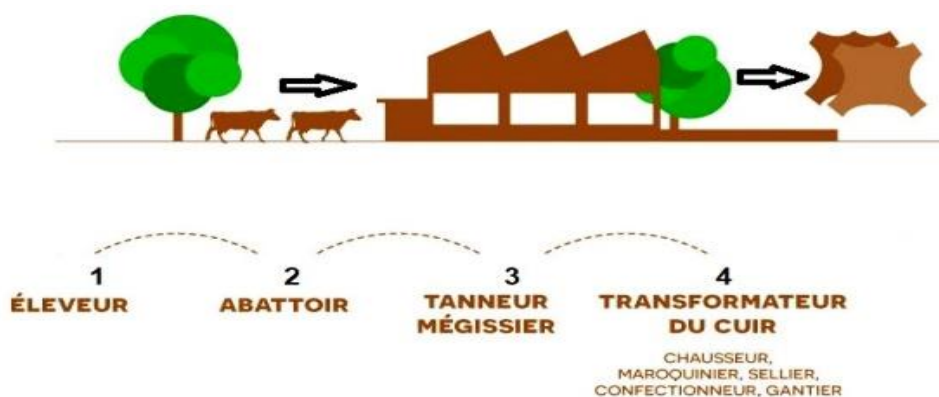 1
ÉLEVEUR
2
ABATTOIR
3
TANNEUR
MÉGISSIER
4
TRANSFORMATEUR
DU CUIR
CHAUSSEUR,
MAROQUINIER, SELLIER,
CONFECTIONNEUR, GANTIER